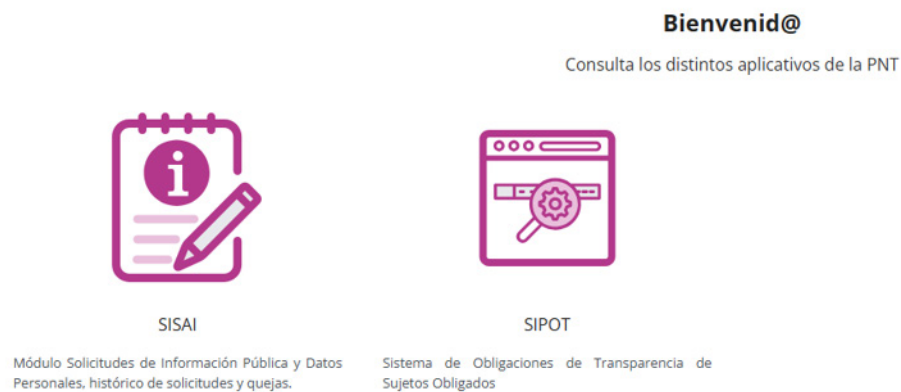 Bienvenid@
Consulta los distintos aplicativos de la PNT
SISAI
Módulo Solicitudes de Información Pública y Datos
Personales, histórico de solicitudes y quejas.
SIPOT
Sistema de Obligaciones de Transparencia de
Sujetos Obligados